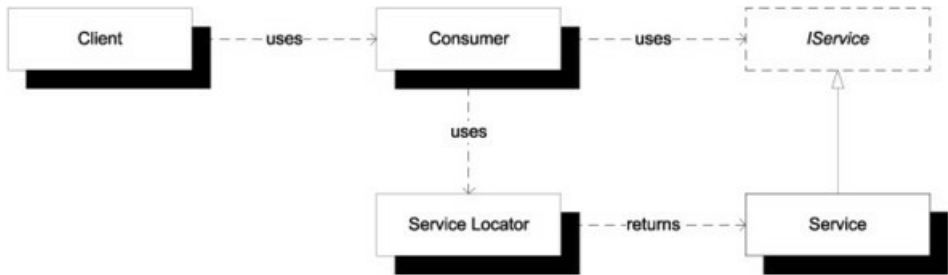 Client
uses
Consumer
uses
IService
uses
Service Locator
returns
Service